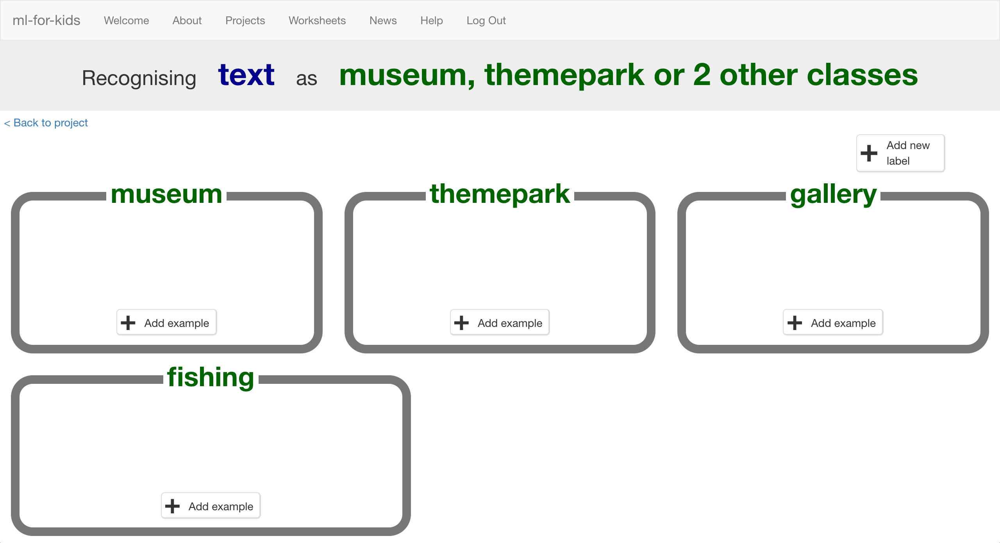 ml-for-kids Welcome About Projects Worksheets News Help Log Out
Recognising text as museum, themepark or 2 other classes
< Back to project
Add new
label
museum themepark gallery
Add example Add example Add example
fishing
Add example